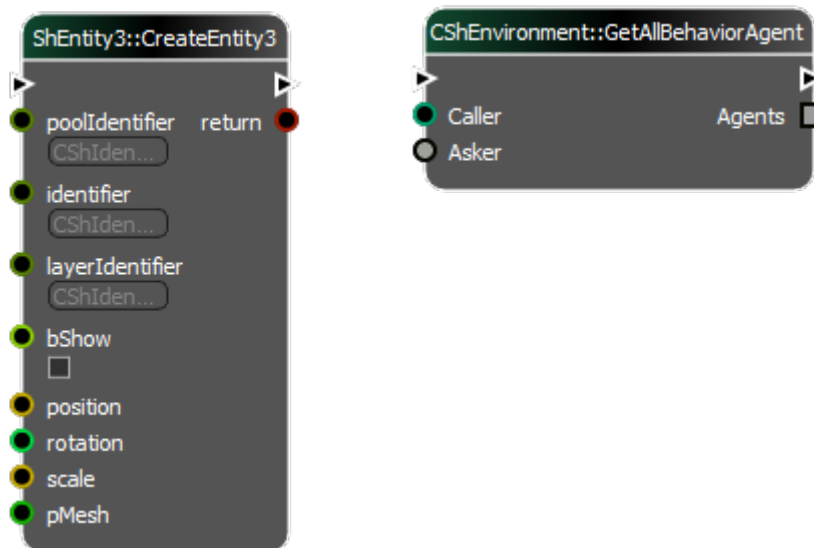 ShEntity3::CreateEntity3
poolIdentifier return
CShIden...
identifier
CShIden...
layerIdentifier
CShIden...
bShow
position
rotation
scale
pMesh
CShEnvironment::GetAllBehaviorAgent
Caller Agents
Asker